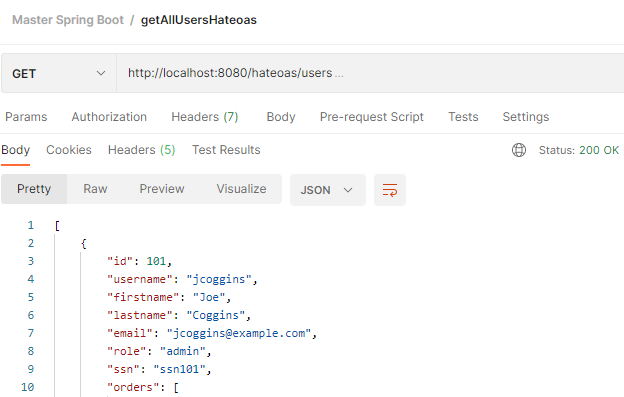 Master Spring Boot / getAllUsersHateoas
GET http://localhost:8080/hateoas/users ...
Params Authorization Headers (7) Body Pre-request Script Tests Settings
Body Cookies Headers (5) Test Results Status: 200 OK
Pretty Raw Preview Visualize JSON
1 [
2 {
3 "id": 101,
4 "username": "jcoggins",
5 "firstname": "Joe",
6 "lastname": "Coggins",
7 "email": "jcoggins@example.com",
8 "role": "admin",
9 "ssn": "ssn101",
10 "orders": [